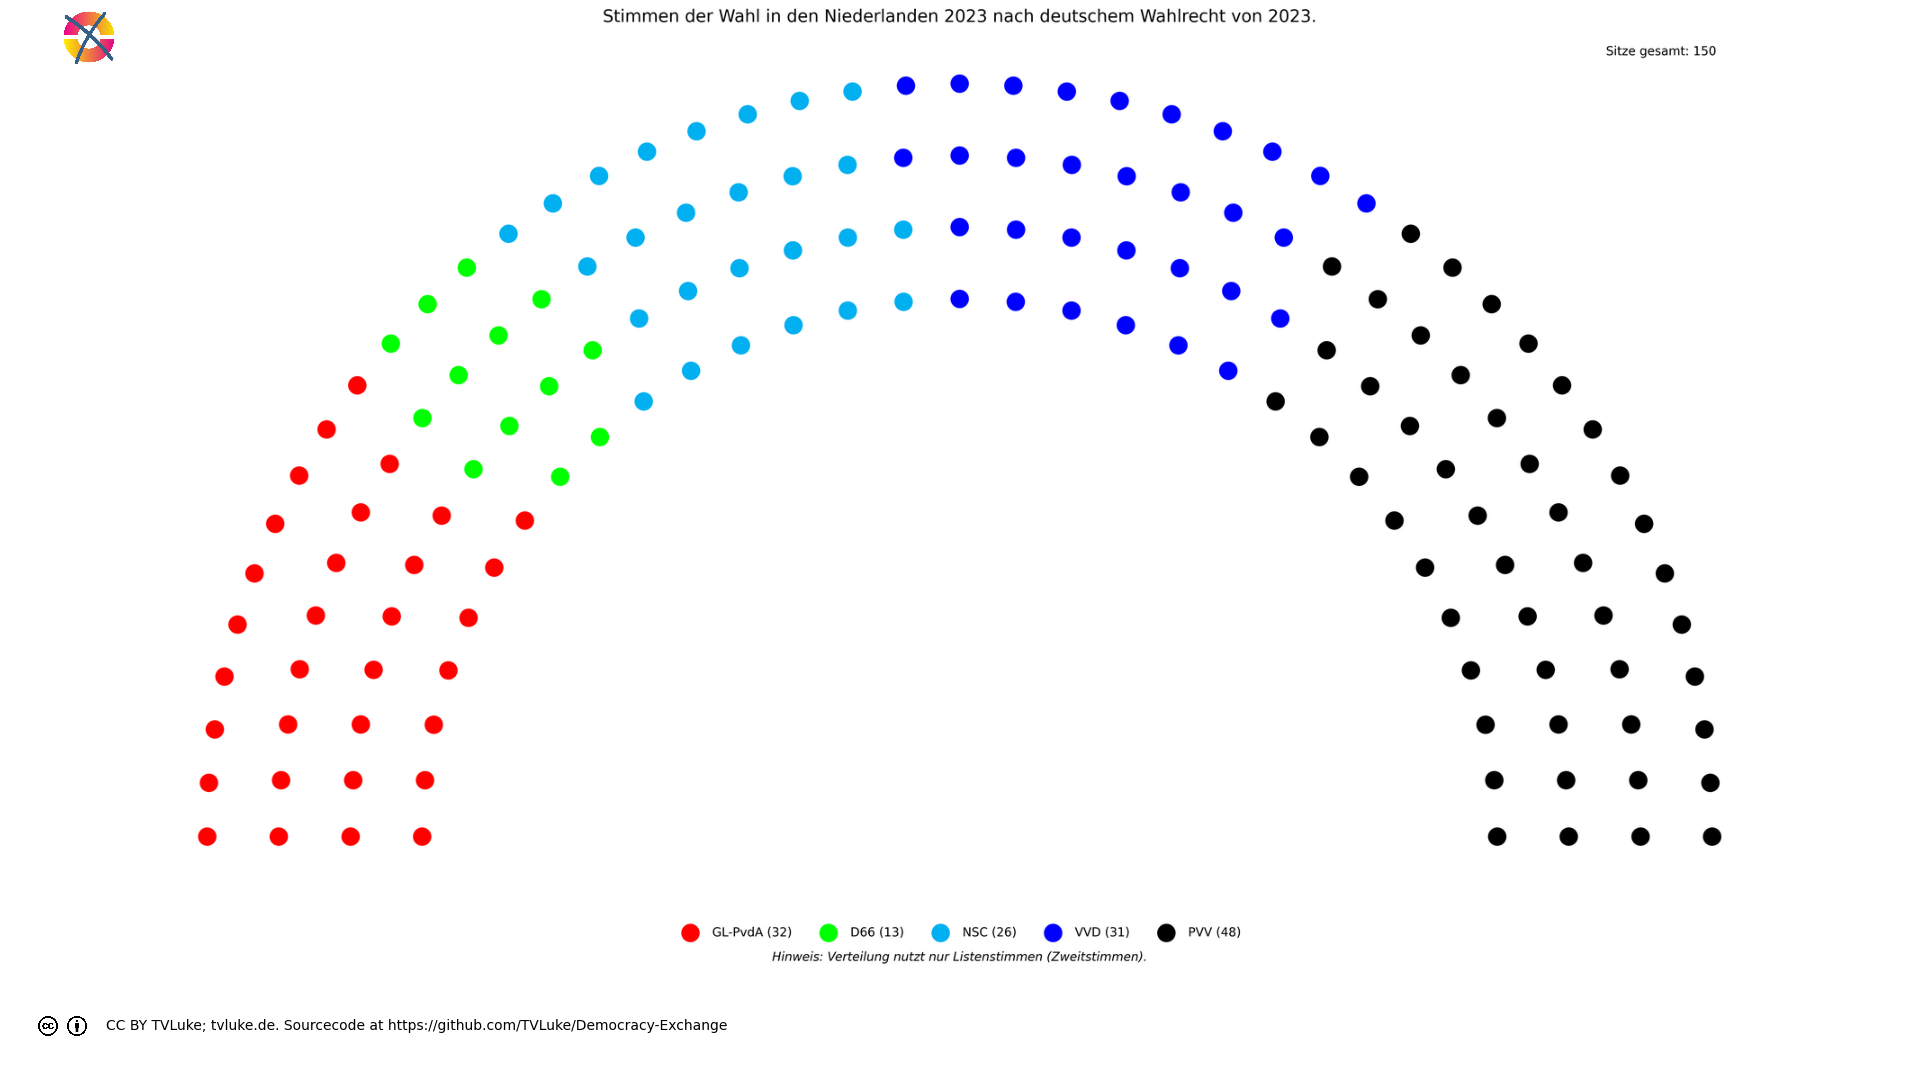 Stimmen der Wahl in den Niederlanden 2023 nach deutschem Wahlrecht von 2023.
Sitze gesamt: 150
GL-PvdA (32) D66 (13) NSC (26) VVD (31) PVV (48)
Hinweis: Verteilung nutzt nur Listenstimmen (Zweitstimmen).
cc CC BY TVLuke; tvluke.de. Sourcecode at https://github.com/TVLuke/Democracy-Exchange